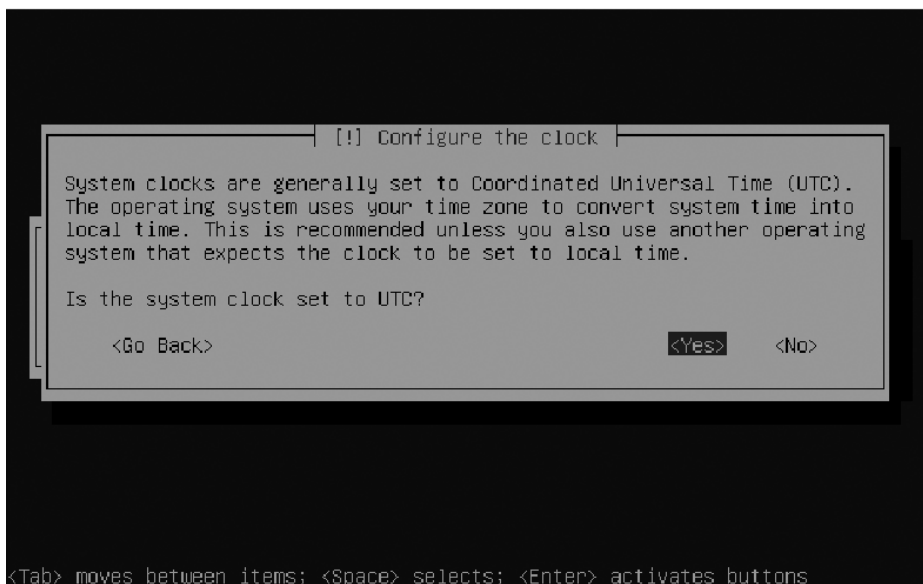 [!] Configure the clock
System clocks are generally set to Coordinated Universal Time (UTC).
The operating system uses your time zone to convert system time into
local time. This is recommended unless you also use another operating
system that expects the clock to be set to local time.
Is the system clock set to UTC?
<Go Back> <Yes> <No>
<Tab> moves between items; <Space> selects; <Enter> activates buttons